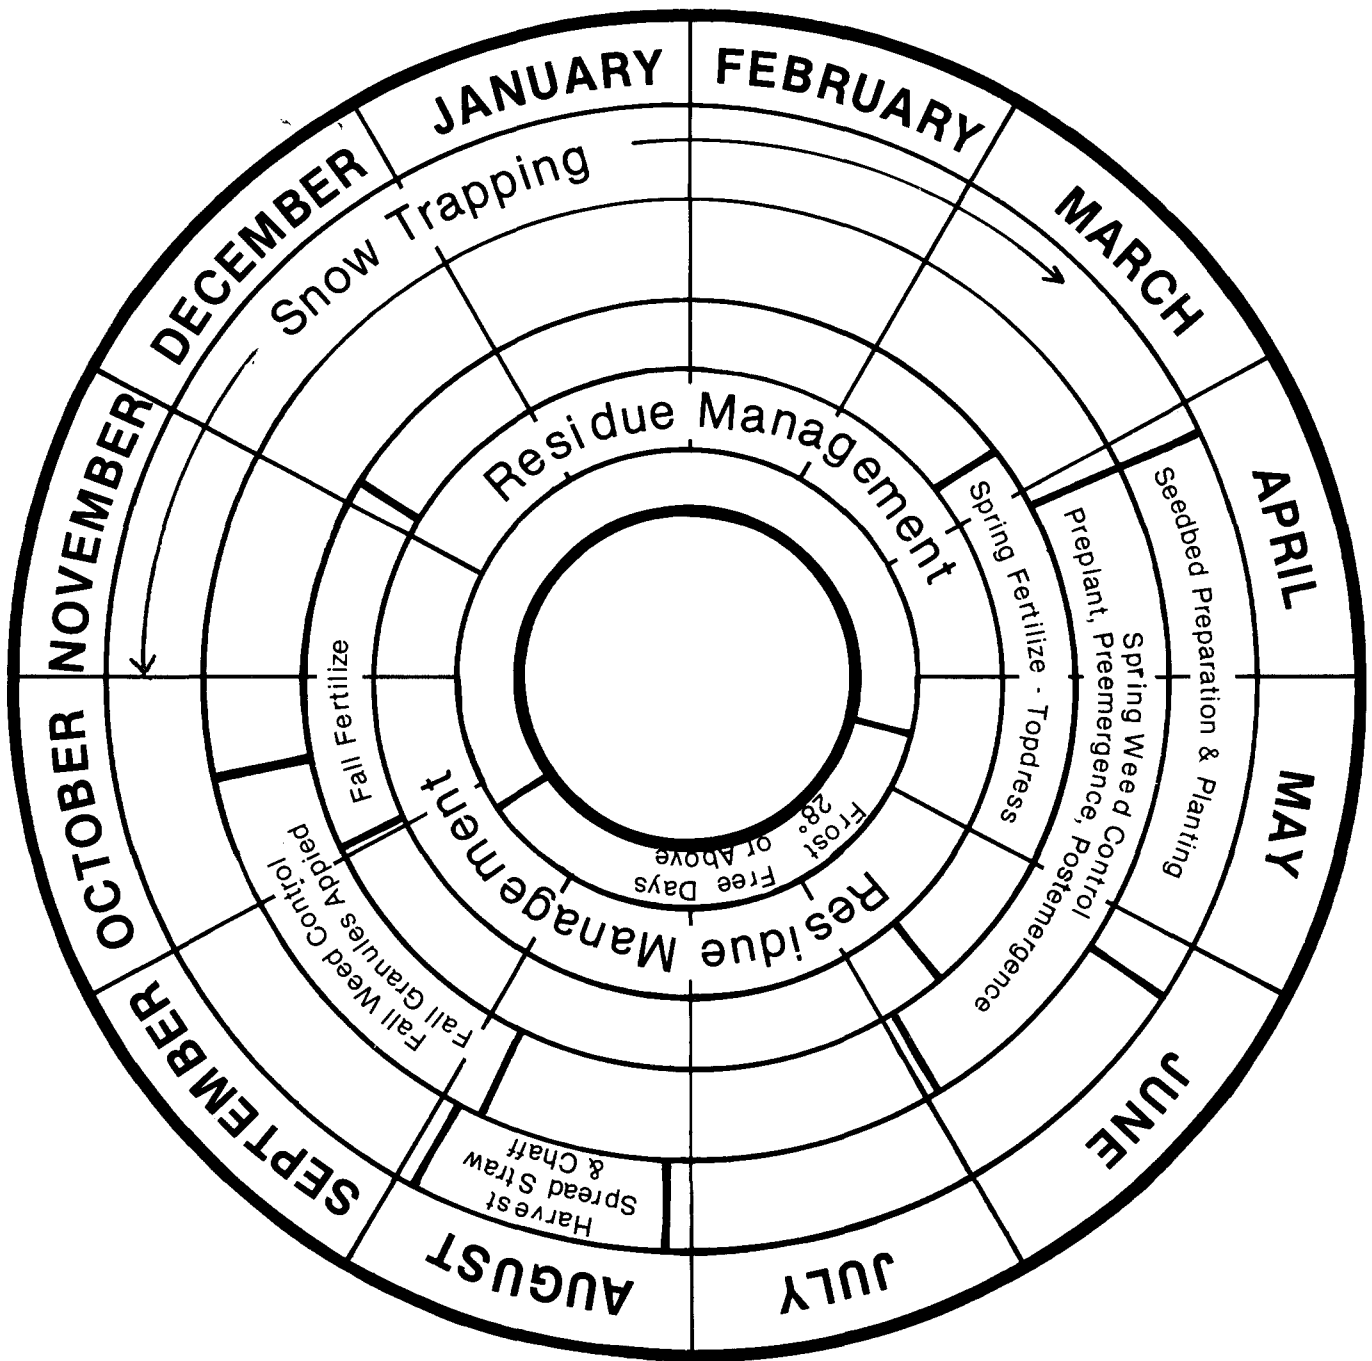 JANUARY
FEBRUARY
MARCH
APRIL
MAY
JUNE
JULY
AUGUST
SEPTEMBER
OCTOBER
NOVEMBER
DECEMBER
Snow Trapping
Seedbed Preparation & Planting
Spring Weed Control
Preplant, Preemergence, Postemergence
Spring Fertilize - Topdress
Harvest
Spread Straw
& Chaff
Fall Weed Control
Fall Granules Appied
Fall Fertilize
Residue Management
Residue Management
Frost Free Days
28° or Above